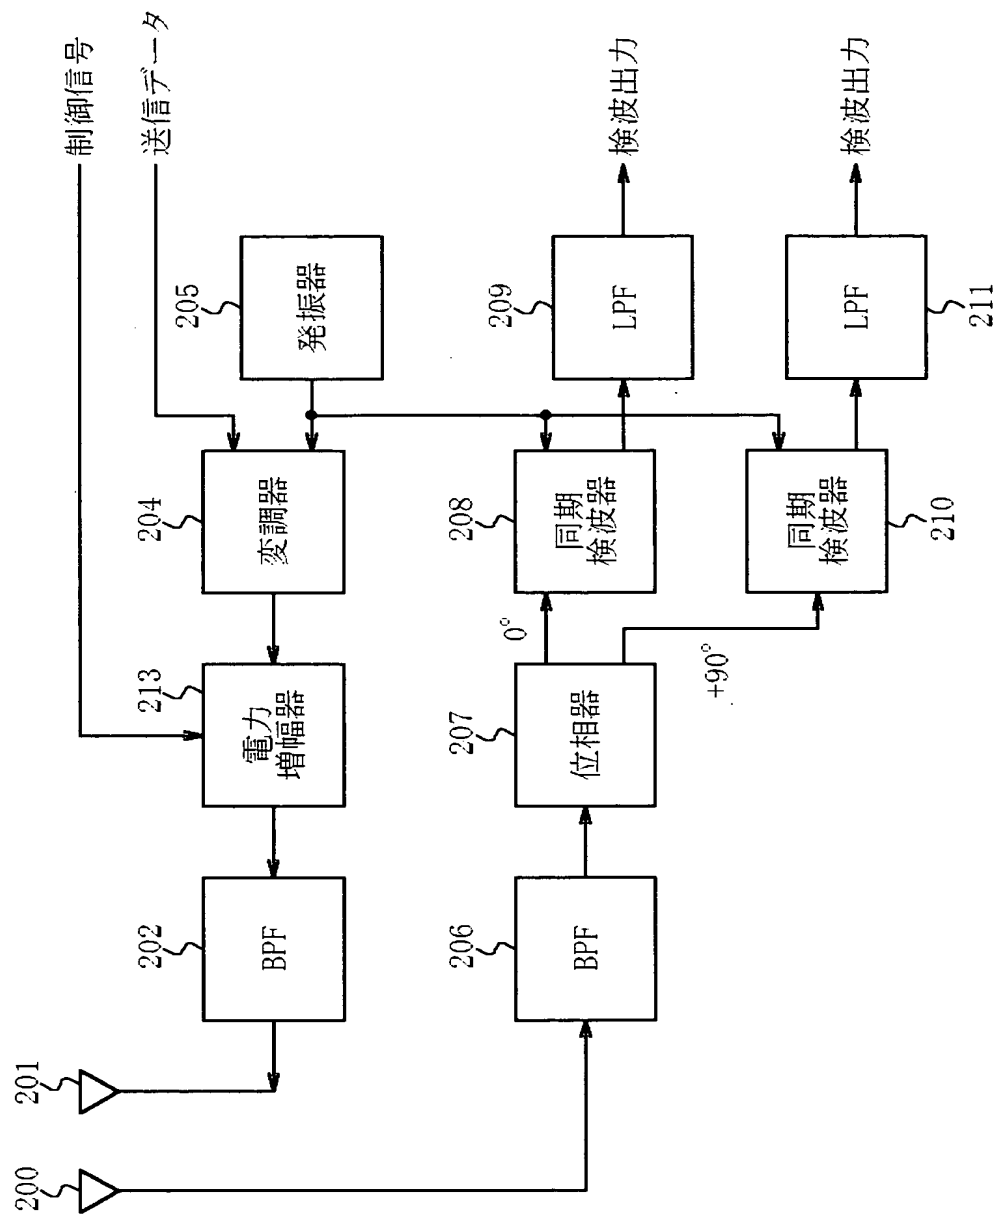 制御信号
送信データ
205
発振器
204
変調器
213
電力
増幅器
202
BPF
201
200
検波出力
209
LPF
208
同期
検波器
0°
207
位相器
206
BPF
検波出力
211
LPF
210
同期
検波器
+90°